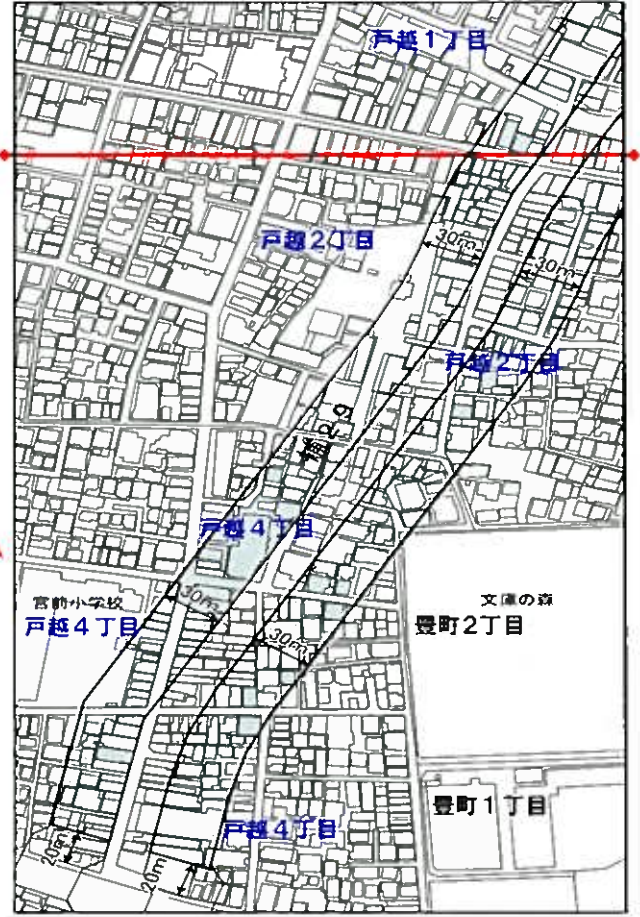 戸越1丁目
戸越2丁目
30m
30m
戸越2丁目
補29
戸越4丁目
30m
宮前小学校
戸越4丁目
文庫の森
豊町2丁目
30m
豊町1丁目
戸越4丁目
20m
20m